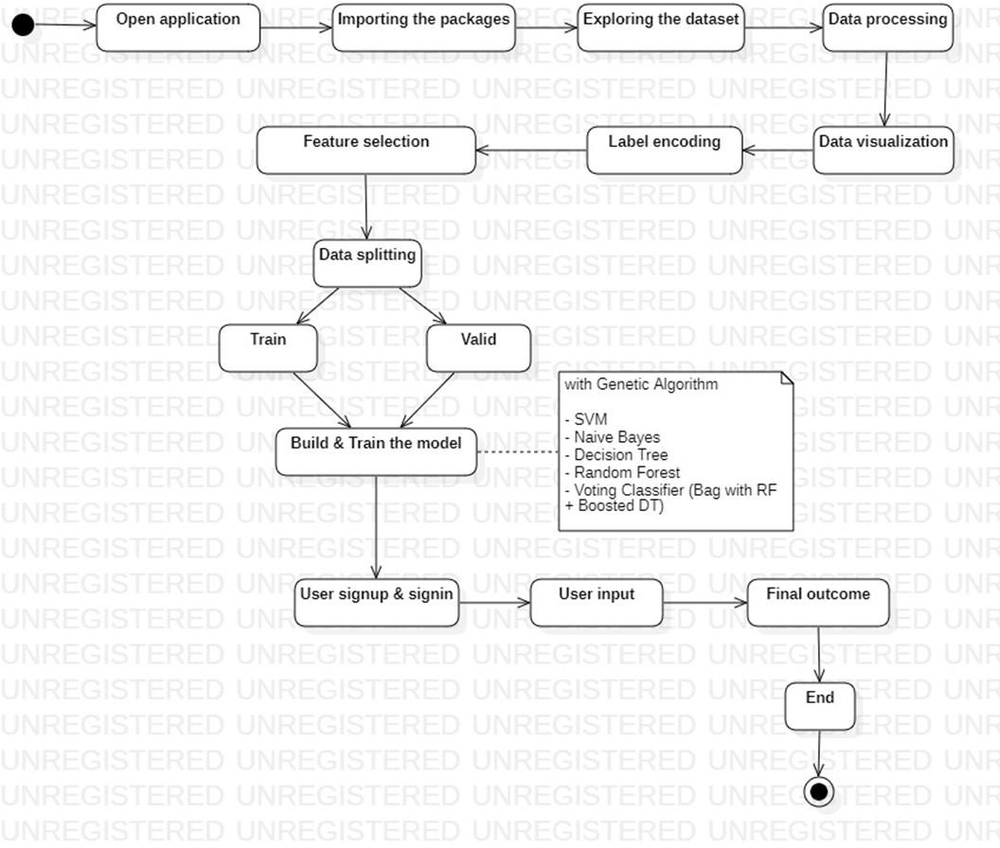 Open application
Importing the packages
Exploring the dataset
Data processing
Feature selection
Label encoding
Data visualization
Data splitting
Train
Valid
with Genetic Algorithm
- SVM
- Naive Bayes
- Decision Tree
- Random Forest
- Voting Classifier (Bag with RF
+ Boosted DT)
Build & Train the model
User signup & signin
User input
Final outcome
End
UNREGISTERED